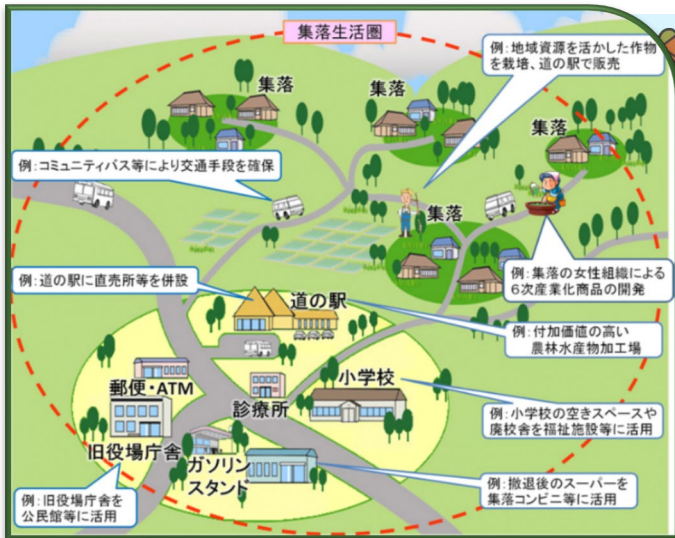 集落生活圏
例：地域資源を活かした作物
を栽培、道の駅で販売
集落
集落
集落
例：コミュニティバス等により交通手段を確保
集落
例：集落の女性組織による
6次産業化商品の開発
例：道の駅に直売所等を併設
道の駅
例：付加価値の高い
農林水産物加工場
郵便・ATM
診療所
小学校
例：小学校の空きスペースや
廃校舎を福祉施設等に活用
旧役場庁舎
ガソリン
スタンド
例：撤退後のスーパーを
集落コンビニ等に活用
例：旧役場庁舎を
公民館等に活用